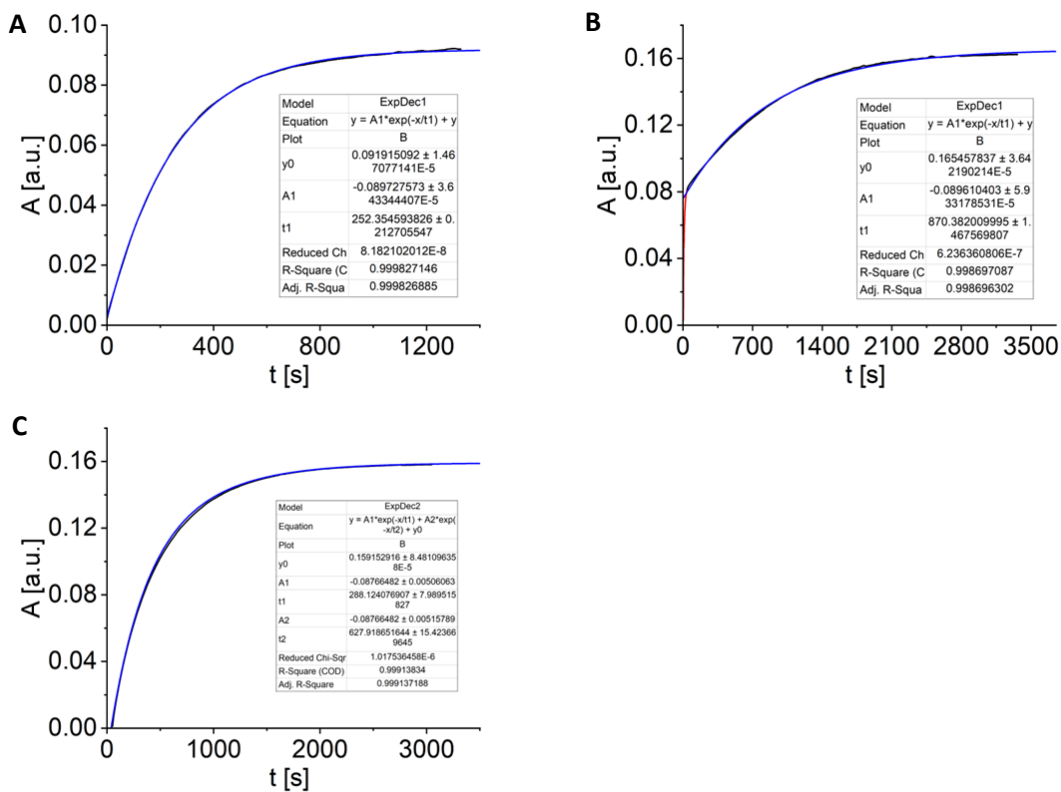 A
A [a.u.]
0.10
0.08
0.06
0.04
0.02
0.00
0 400 800 1200
t [s]
Model ExpDec1
Equation y = A1*exp(-x/t1) + y
Plot B
y0 0.091915092 ± 1.46
7077141E-5
A1 -0.089727573 ± 3.6
43344407E-5
t1 252.354593826 ± 0.
212705547
Reduced Ch 8.182102012E-8
R-Square (C 0.999827146
Adj. R-Squa 0.999826885
B
A [a.u.]
0.16
0.12
0.08
0.04
0.00
0 700 1400 2100 2800 3500
t [s]
Model ExpDec1
Equation y = A1*exp(-x/t1) + y
Plot B
y0 0.165457837 ± 3.64
2190214E-5
A1 -0.089610403 ± 5.9
33178531E-5
t1 870.382009995 ± 1.
467569807
Reduced Ch 6.236360806E-7
R-Square (C 0.998697087
Adj. R-Squa 0.998696302
C
A [a.u.]
0.16
0.12
0.08
0.04
0.00
0 1000 2000 3000
t [s]
Model ExpDec2
Equation y = A1*exp(-x/t1) + A2*exp(
-x/t2) + y0
Plot B
y0 0.159152916 ± 8.48109635
8E-5
A1 -0.08766482 ± 0.00506063
t1 288.124076907 ± 7.989515
827
A2 -0.08766482 ± 0.00515789
t2 627.918651644 ± 15.42366
9645
Reduced Chi-Sqr 1.017536458E-6
R-Square (COD) 0.99913834
Adj. R-Square 0.999137188